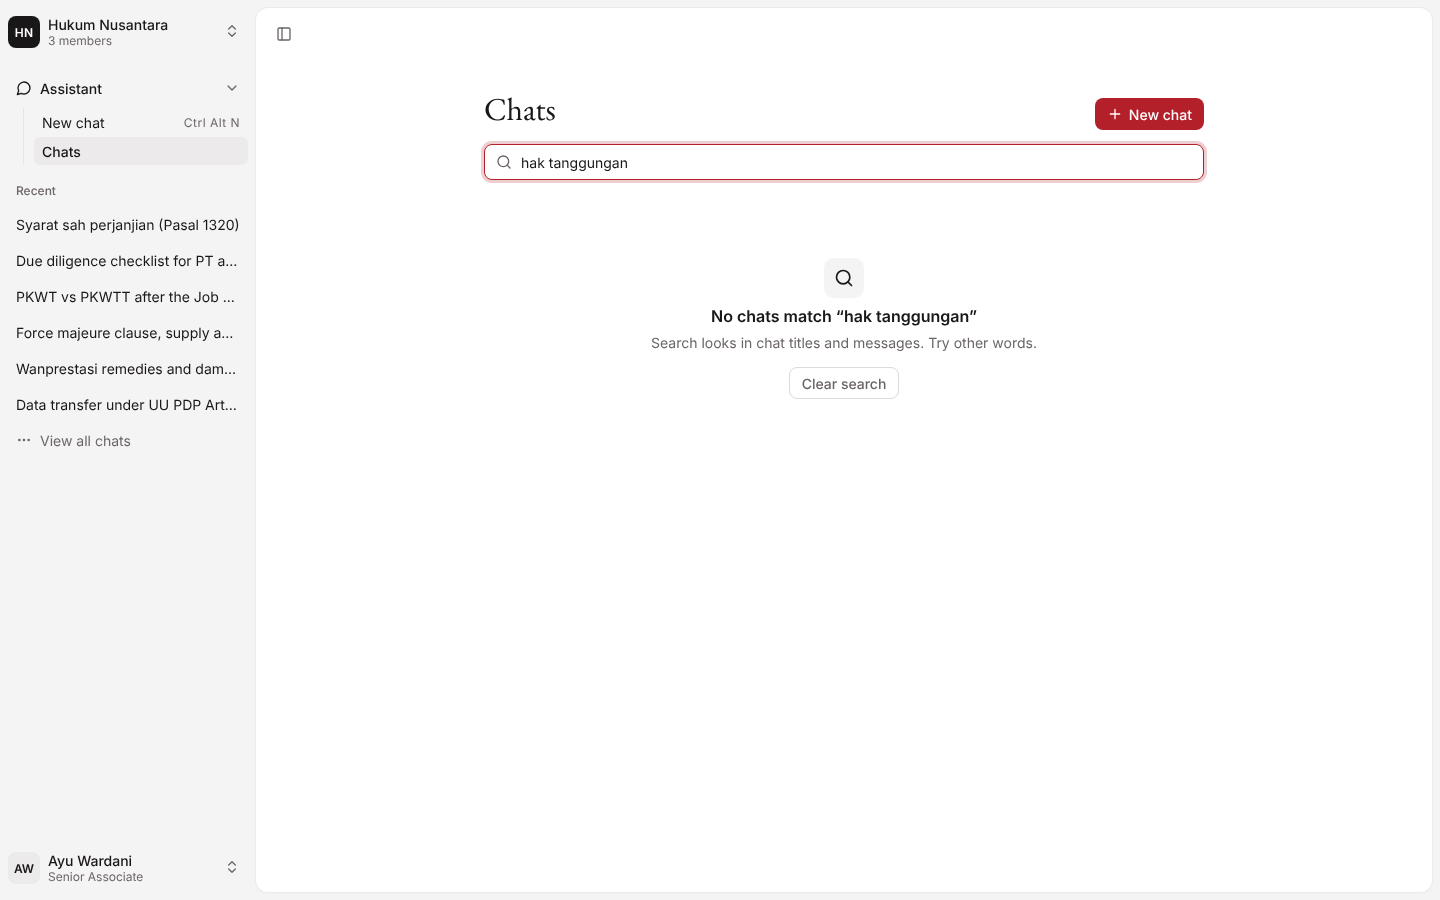 HN
Hukum Nusantara
3 members
Assistant
New chat
Ctrl Alt N
Chats
Recent
Syarat sah perjanjian (Pasal 1320)
Due diligence checklist for PT a...
PKWT vs PKWTT after the Job ...
Force majeure clause, supply a...
Wanprestasi remedies and dam...
Data transfer under UU PDP Art...
View all chats
AW
Ayu Wardani
Senior Associate
Chats
New chat
hak tanggungan
No chats match “hak tanggungan”
Search looks in chat titles and messages. Try other words.
Clear search